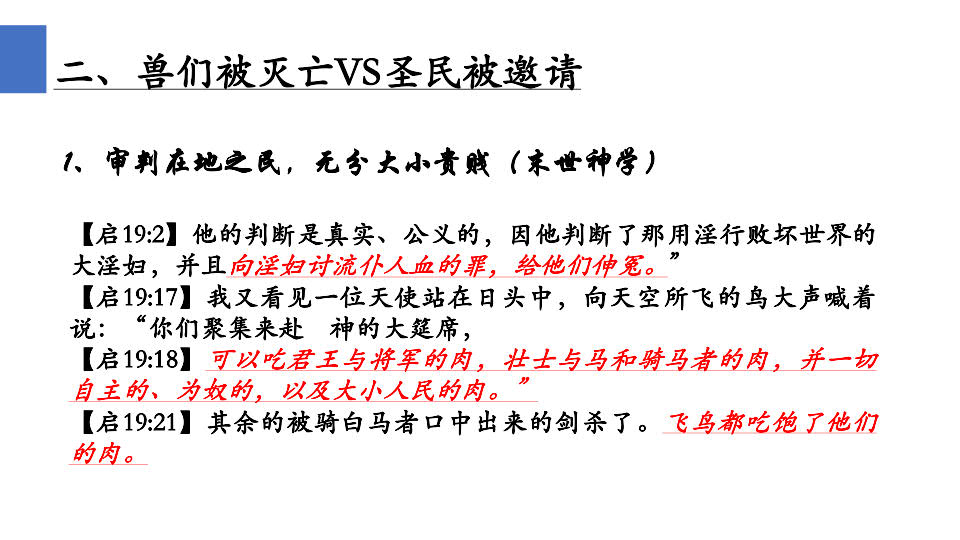 二、兽们被灭亡VS圣民被邀请
1、审判在地之民，无分大小贵贱（末世神学）
【启19:2】他的判断是真实、公义的，因他判断了那用淫行败坏世界的
大淫妇，并且向淫妇讨流仆人血的罪，给他们伸冤。”
【启19:17】我又看见一位天使站在日头中，向天空所飞的鸟大声喊着
说：“你们聚集来赴　神的大筵席，
【启19:18】可以吃君王与将军的肉，壮士与马和骑马者的肉，并一切
自主的、为奴的，以及大小人民的肉。”
【启19:21】其余的被骑白马者口中出来的剑杀了。飞鸟都吃饱了他们
的肉。